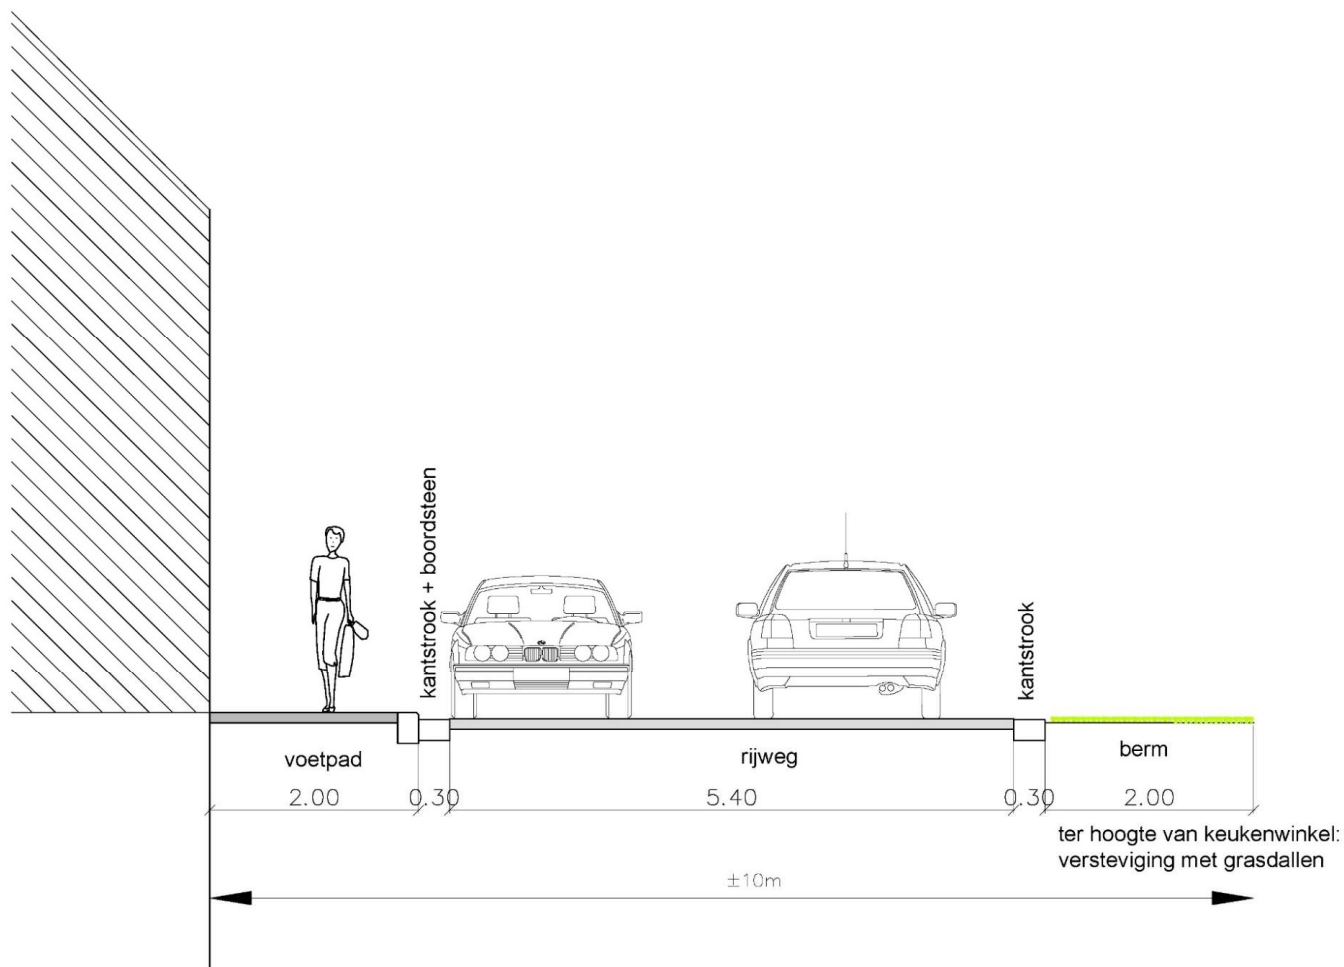 kantstrook + boordsteen
kantstrook
voetpad
rijweg
berm
2.00
0.30
5.40
0.30
2.00
ter hoogte van keukenwinkel:
versteviging met grasdallen
±10m